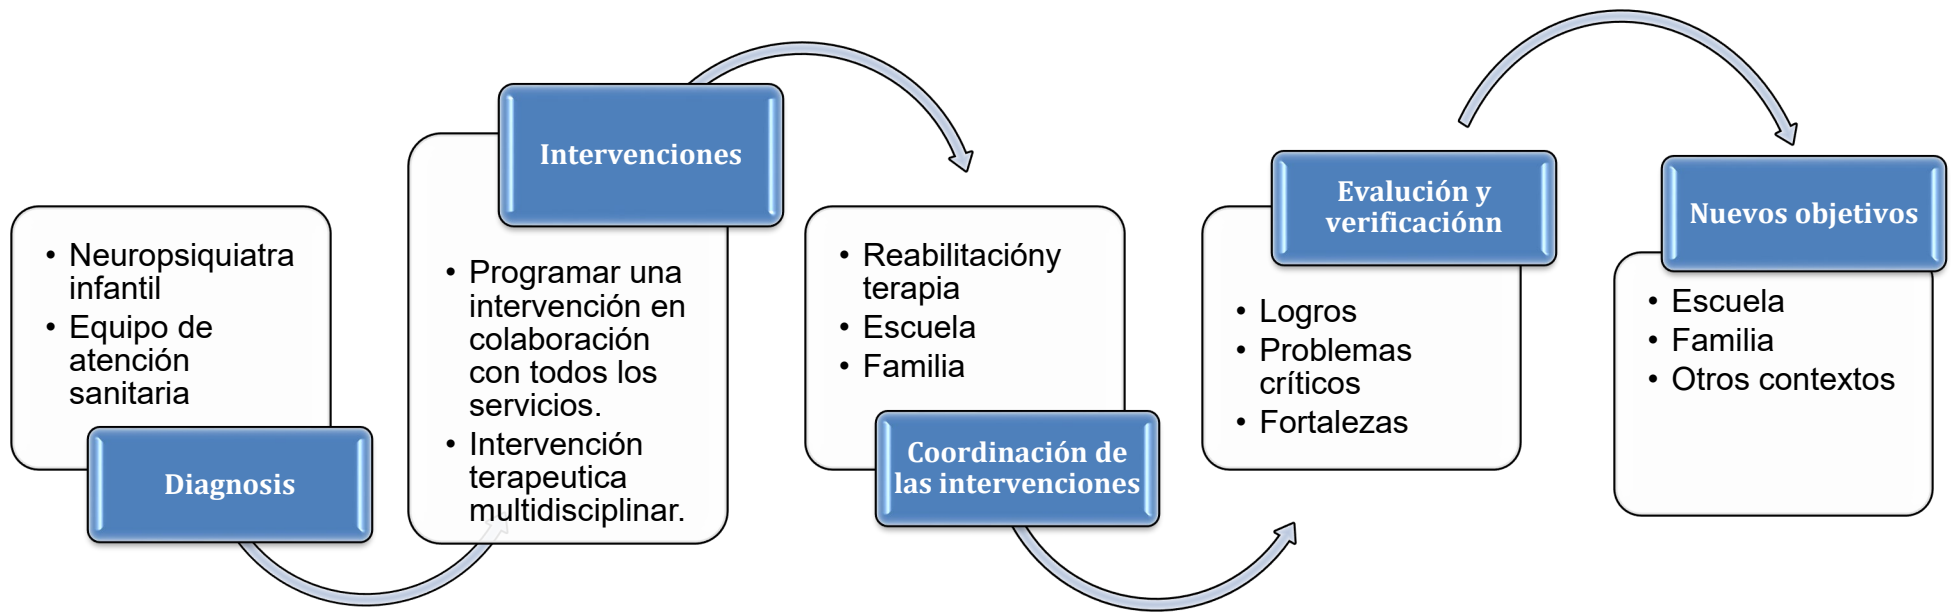 • Neuropsiquiatra
infantil
• Equipo de
atención
sanitaria
Diagnosis
Intervenciones
• Programar una
intervención en
colaboración
con todos los
servicios.
• Intervención
terapeutica
multidisciplinar.
• Reabilitacióny
terapia
• Escuela
• Familia
Coordinación de
las intervenciones
Evalución y
verificaciónn
• Logros
• Problemas
críticos
• Fortalezas
Nuevos objetivos
• Escuela
• Familia
• Otros contextos